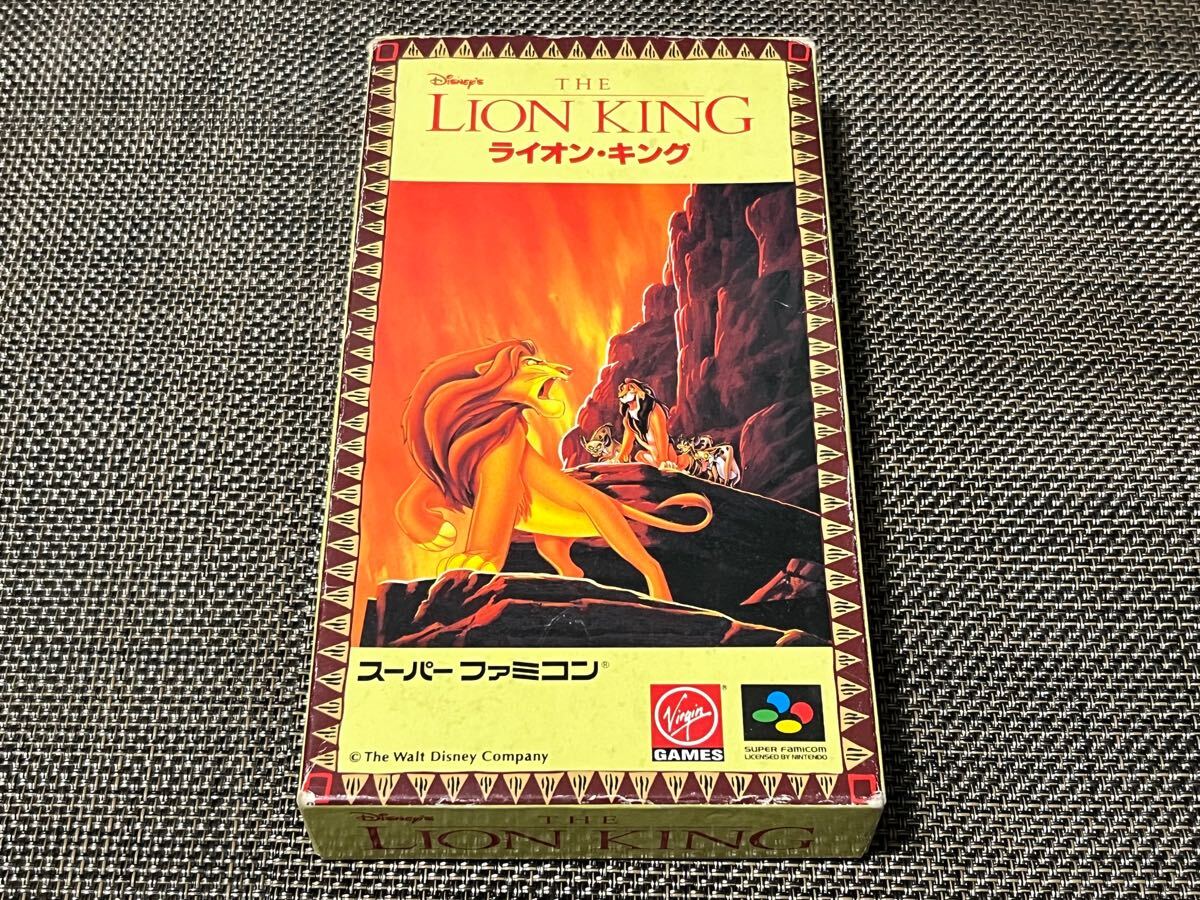 Disney's
THE
LION KING
ライオン・キング
スーパーファミコン®
Virgin®
GAMES
SUPER FAMICOM
LICENSED BY NINTENDO
© The Walt Disney Company
Disney's
THE
LION KING